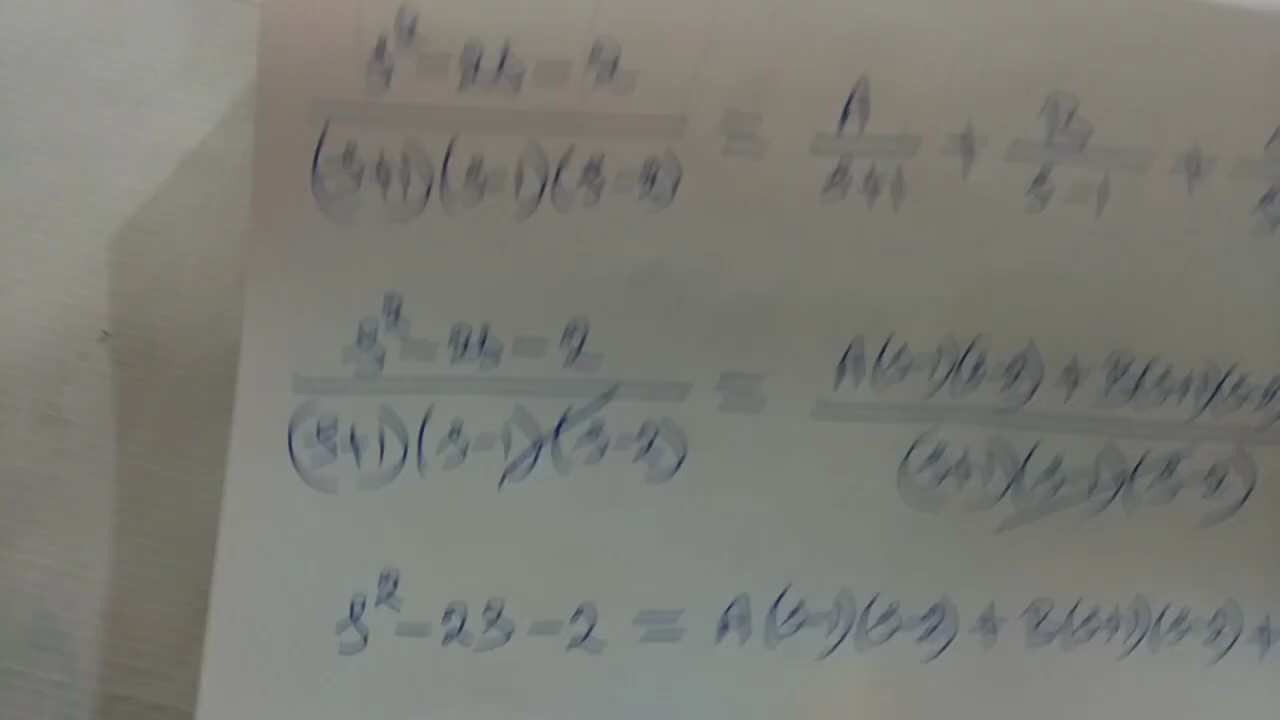 s² - 2s - 2 / (s+1)(s-1)(s-2) = A / s+1 + B / s-1 +
s² - 2s - 2 / (s+1)(s-1)(s-2) = A(s-1)(s-2) + B(s+1)(s-2) / (s+1)(s-1)(s-2)
s² - 2s - 2 = A(s-1)(s-2) + B(s+1)(s-2) +